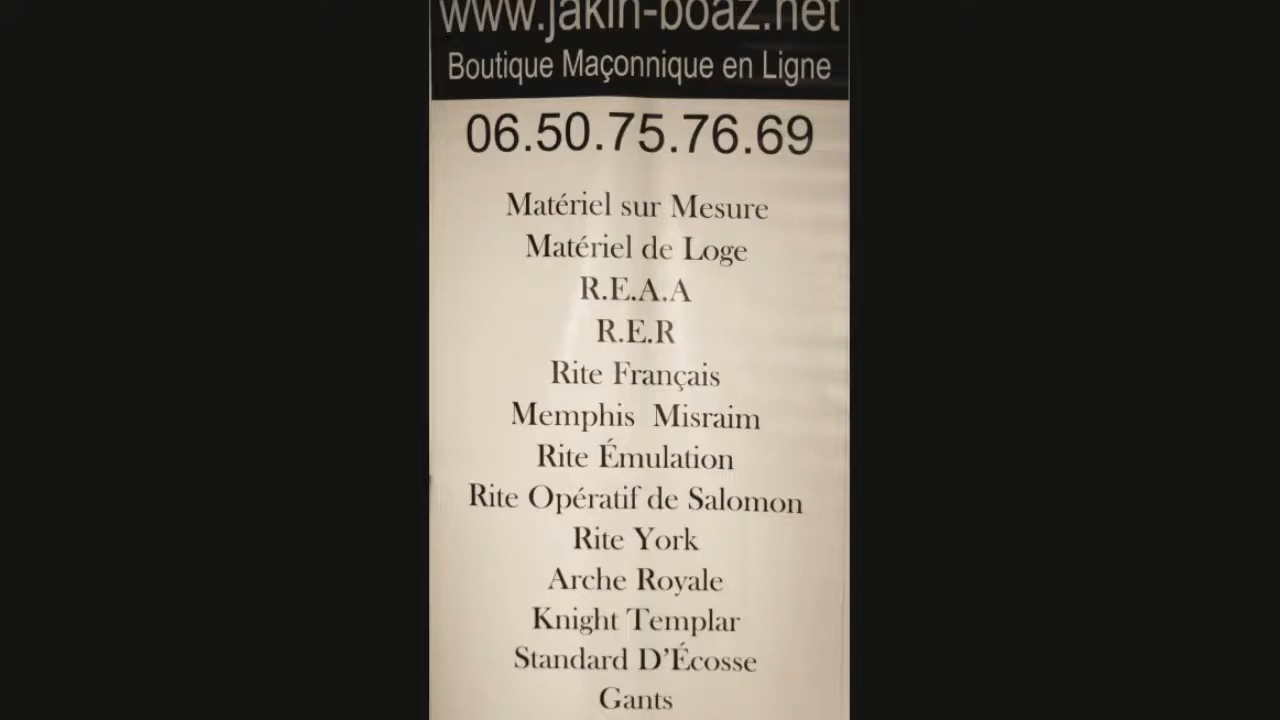 www.jakin-boaz.net
Boutique Maçonnique en Ligne
06.50.75.76.69
Matériel sur Mesure
Matériel de Loge
R.E.A.A
R.E.R
Rite Français
Memphis Misraim
Rite Émulation
Rite Opératif de Salomon
Rite York
Arche Royale
Knight Templar
Standard D'Écosse
Gants